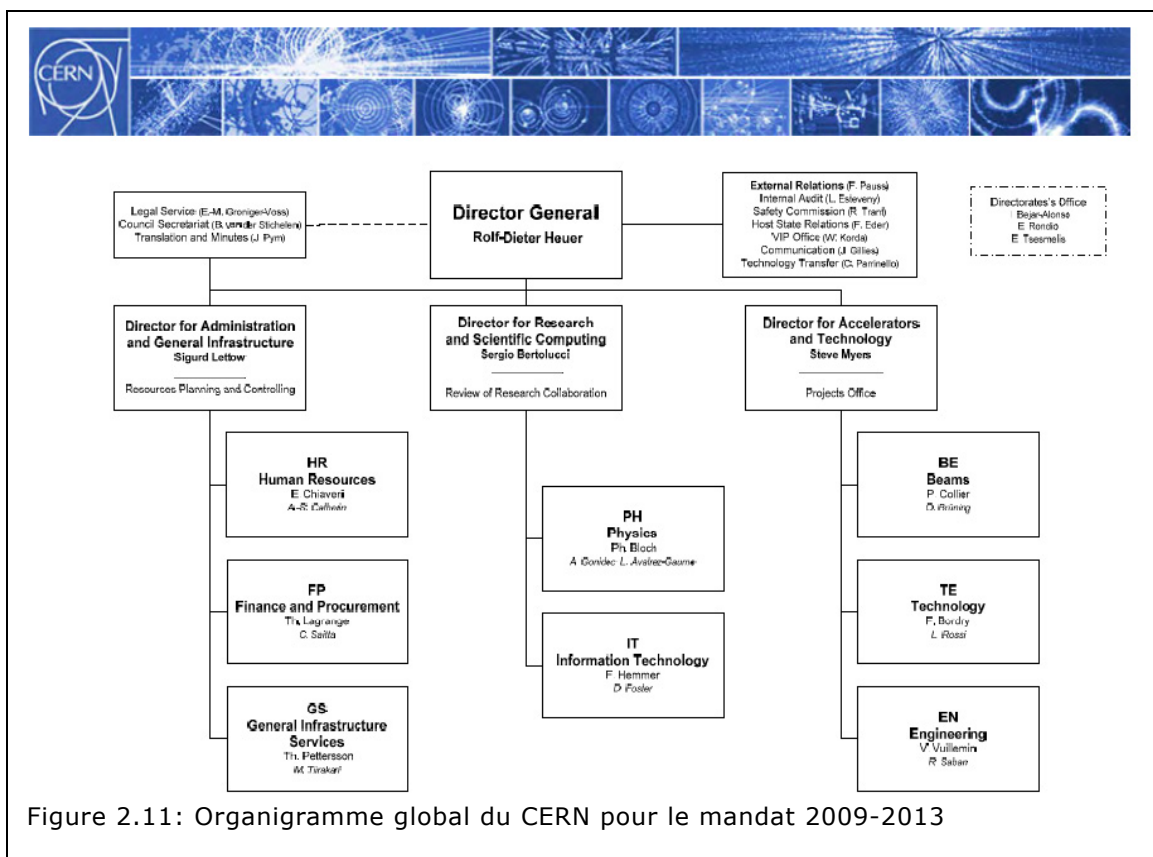 CERN
Legal Service (E.-M. Groniger-Voss)
Council Secretariat (B. van der Stichelen)
Translation and Minutes (J. Pym)
Director General
Rolf-Dieter Heuer
External Relations (F. Pauss)
Internal Audit (L. Esteveny)
Safety Commission (R. Trant)
Host State Relations (F. Eder)
VIP Office (W. Korda)
Communication (J. Gillies)
Technology Transfer (G. Parrinello)
Directorates's Office
I Bejar-Alonso
E. Rondio
E. Tsesmelis
Director for Administration
and General Infrastructure
Sigurd Lettow
Resources Planning and Controlling
Director for Research
and Scientific Computing
Sergio Bertolucci
Review of Research Collaboration
Director for Accelerators
and Technology
Steve Myers
Projects Office
HR
Human Resources
E. Chiaveri
A.-S.
FP
Finance and Procurement
Th. Lagrange
C. Saitta
GS
General Infrastructure
Services
Th. Pettersson
M.
PH
Physics
Ph. Bloch
A Gonidec L.
IT
Information Technology
F. Hemmer
D. Foster
BE
Beams
P. Collier
O. Brüning
TE
Technology
F. Bordry
L. Rossi
EN
Engineering
V. Vuillemin
R. Saban
Figure 2.11: Organigramme global du CERN pour le mandat 2009-2013